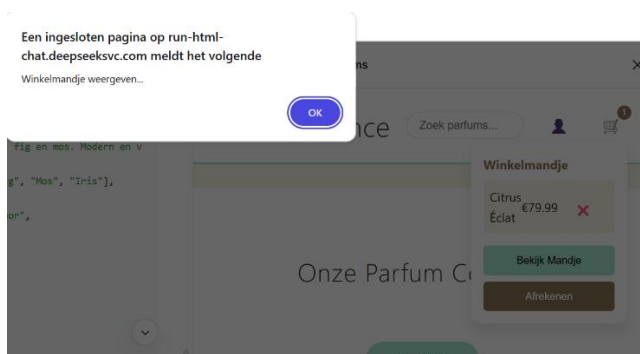 Een ingesloten pagina op run-html-
chat.deepseeksvc.com meldt het volgende
Winkelmandje weergeven...
OK
ms
nce
Zoek parfums...
1
fig en mos. Modern en v
g", "Mos", "Iris"],
or",
Winkelmandje
Citrus
Éclat
€79.99
Bekijk Mandje
Afrekenen
Onze Parfum Co